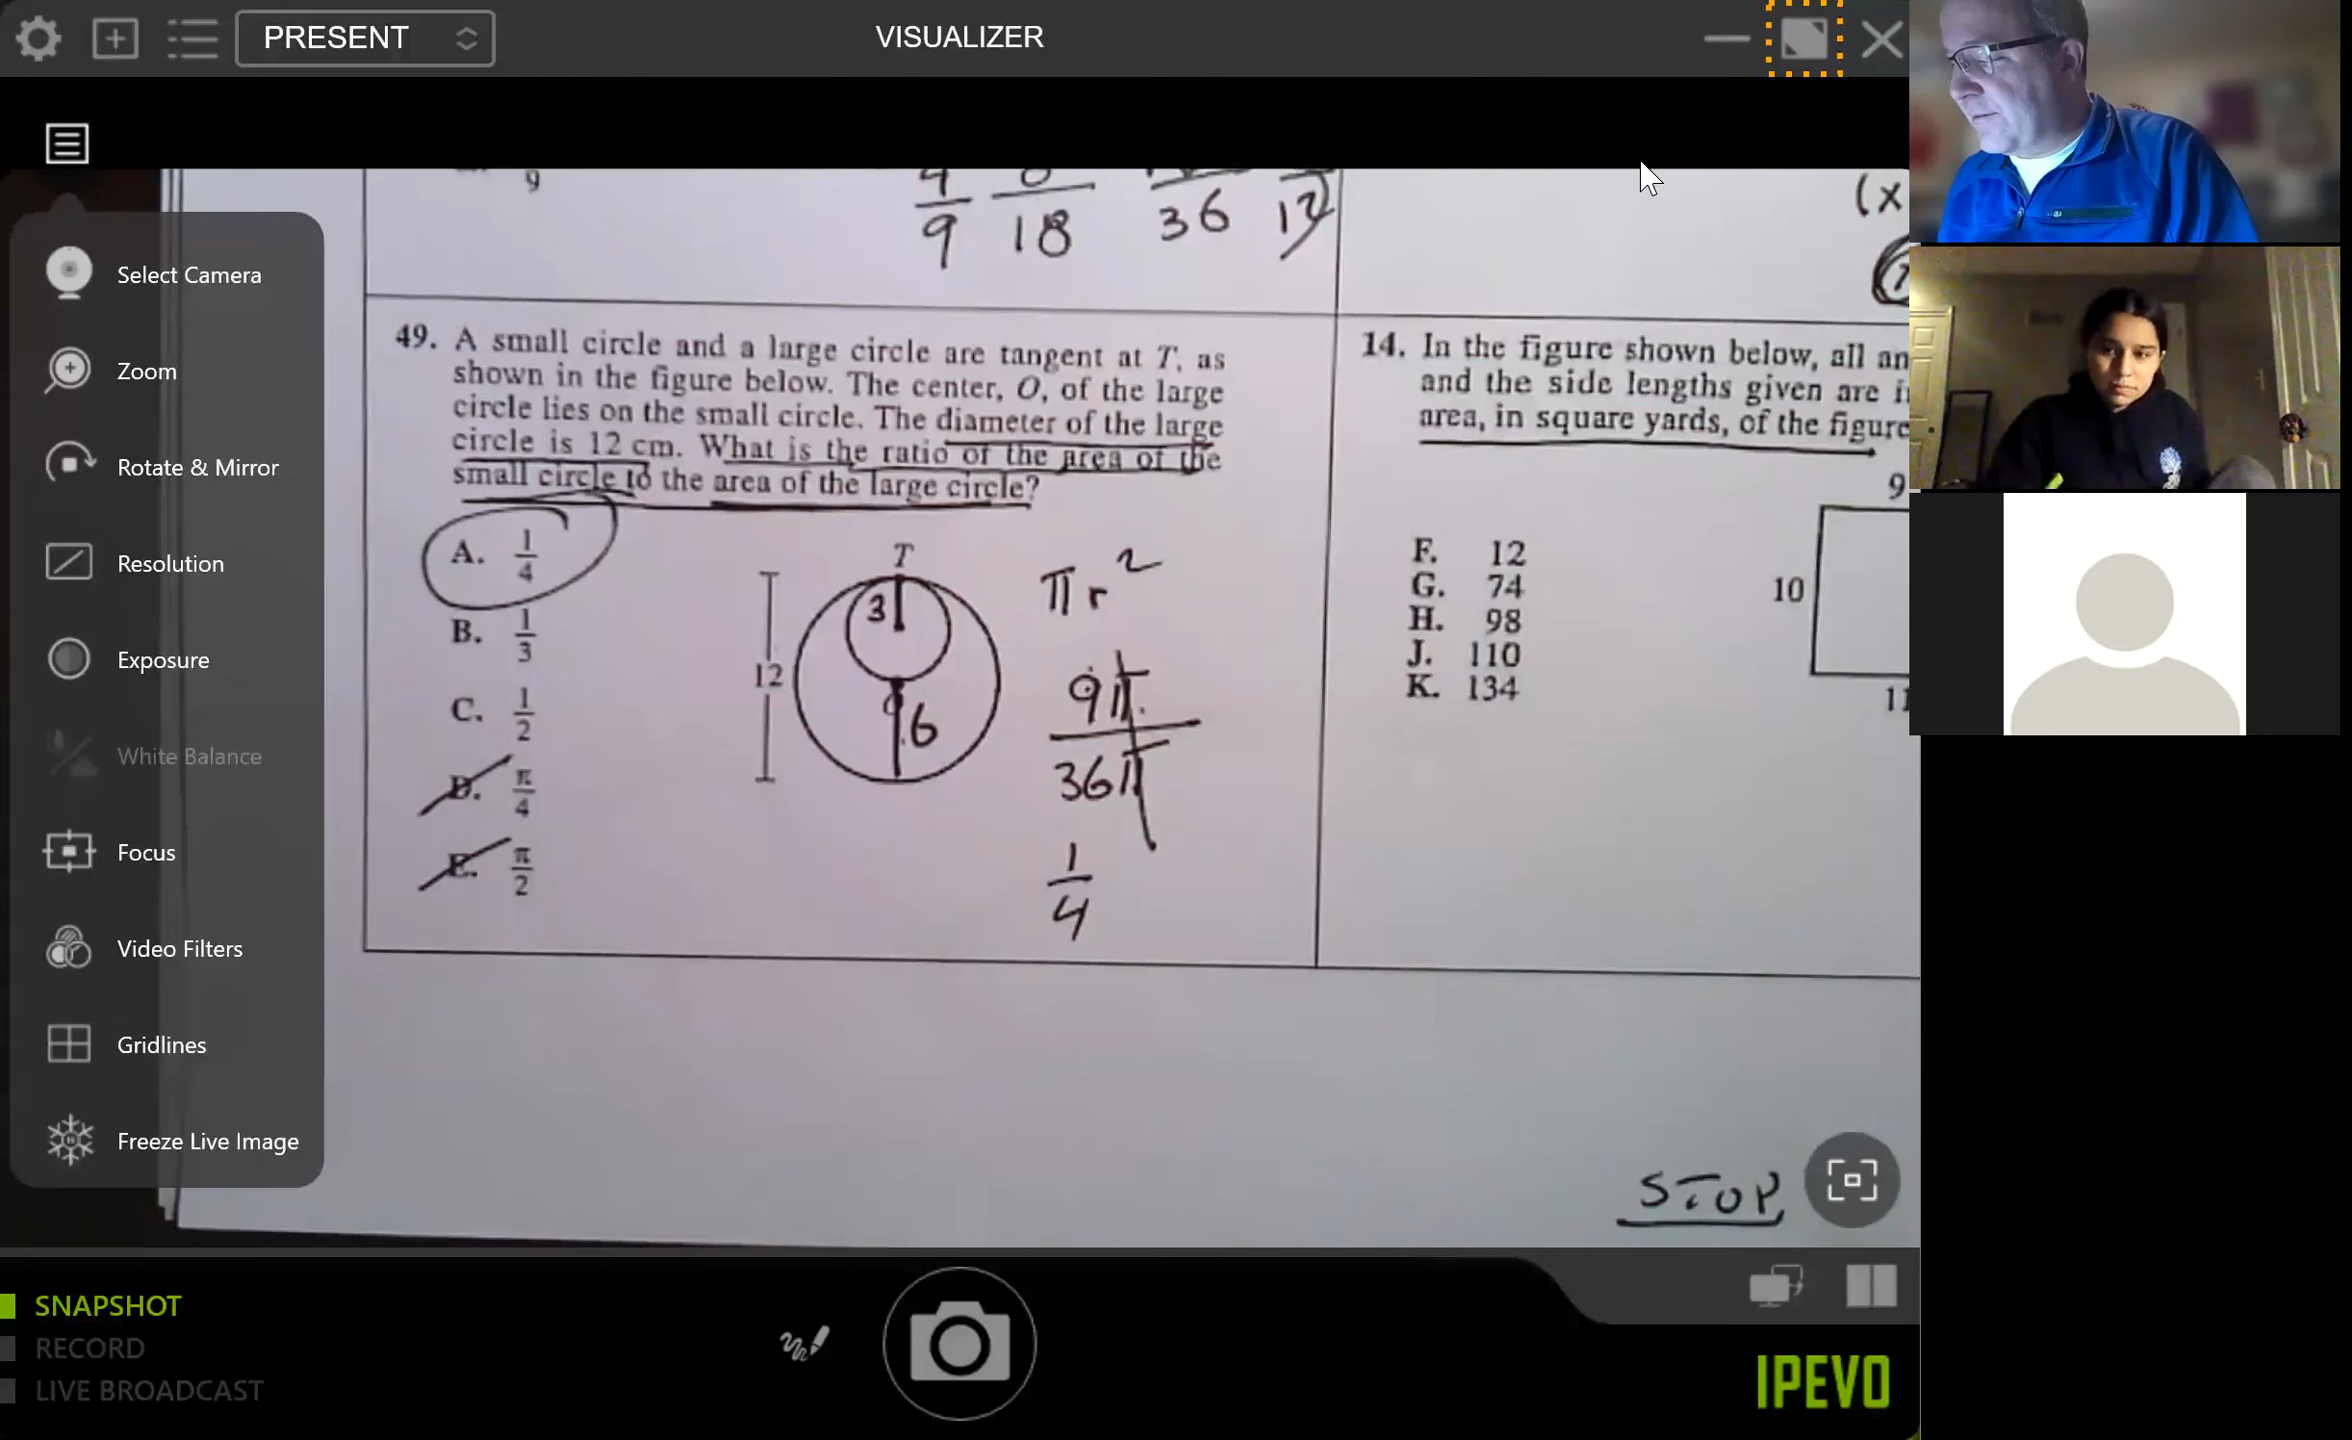 PRESENT
VISUALIZER
Select Camera
Zoom
Rotate & Mirror
Resolution
Exposure
White Balance
Focus
Video Filters
Gridlines
Freeze Live Image
9
4/9 /18 /36 /12
(x
49. A small circle and a large circle are tangent at T, as
shown in the figure below. The center, O, of the large
circle lies on the small circle. The diameter of the large
circle is 12 cm. What is the ratio of the area of the
small circle to the area of the large circle?
A. 1/4
B. 1/3
C. 1/2
D. π/4
E. π/2
T
3
12
6
πr²
9π
36π
1/4
14. In the figure shown below, all an
and the side lengths given are i
area, in square yards, of the figure
9
10
11
F. 12
G. 74
H. 98
J. 110
K. 134
STOP
SNAPSHOT
RECORD
LIVE BROADCAST
IPEVO